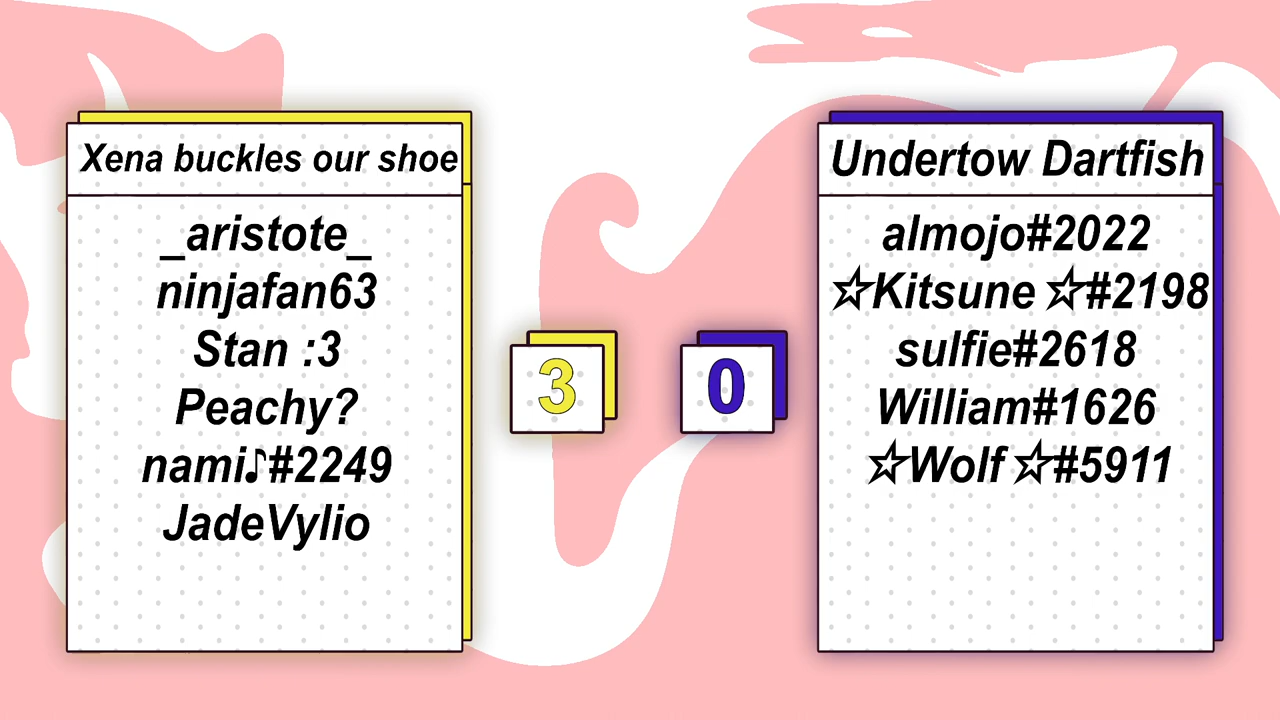 Xena buckles our shoe
_aristote_
ninjafan63
Stan :3
Peachy?
nami♪#2249
JadeVylio
3
0
Undertow Dartfish
almojo#2022
☆Kitsune ☆#2198
sulfie#2618
William#1626
☆Wolf ☆#5911